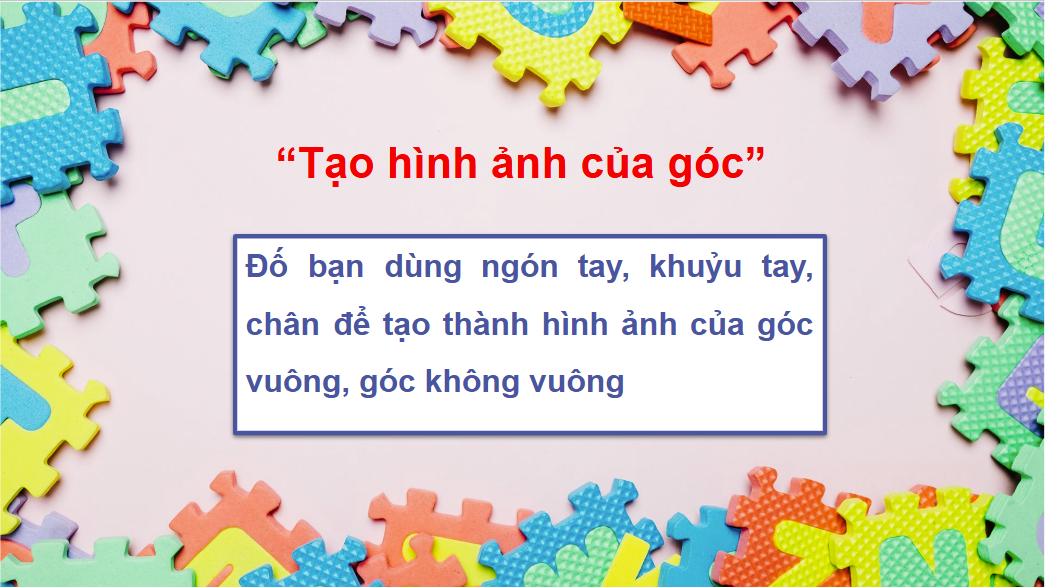 “Tạo hình ảnh của góc”
Đố bạn dùng ngón tay, khuỷu tay,
chân để tạo thành hình ảnh của góc
vuông, góc không vuông